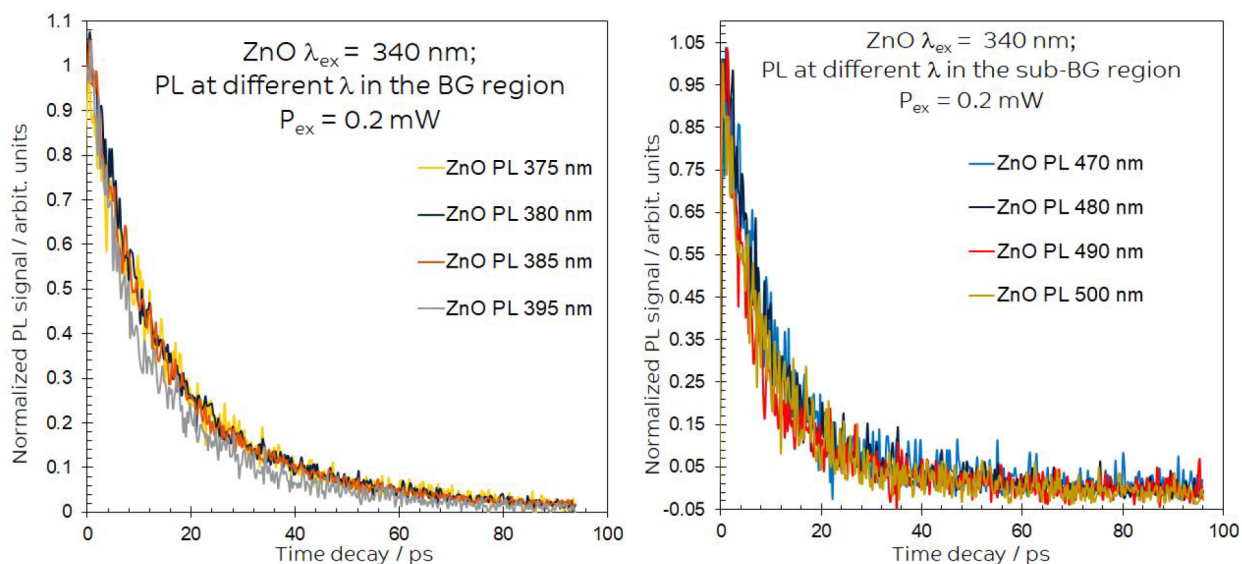 ZnO λex = 340 nm;
PL at different λ in the BG region
Pex = 0.2 mW
ZnO PL 375 nm
ZnO PL 380 nm
ZnO PL 385 nm
ZnO PL 395 nm
Normalized PL signal / arbit. units
1.1
1
0.9
0.8
0.7
0.6
0.5
0.4
0.3
0.2
0.1
0
0
20
40
60
80
100
Time decay / ps
ZnO λex = 340 nm;
PL at different λ in the sub-BG region
Pex = 0.2 mW
ZnO PL 470 nm
ZnO PL 480 nm
ZnO PL 490 nm
ZnO PL 500 nm
Normalized PL signal / arbit. units
1.05
0.95
0.85
0.75
0.65
0.55
0.45
0.35
0.25
0.15
0.05
-0.05
0
20
40
60
80
100
Time decay / ps